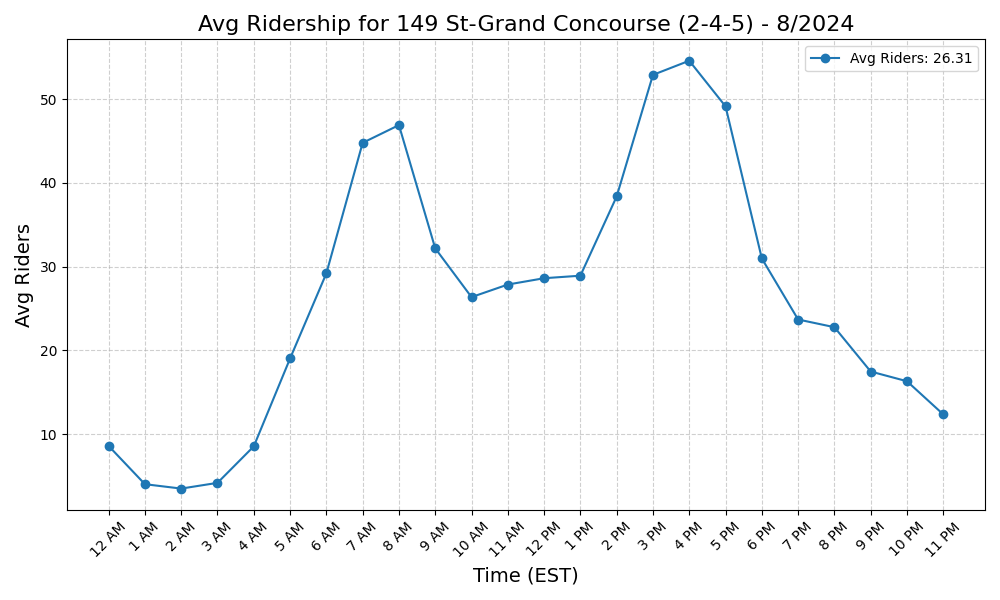 Avg Ridership for 149 St-Grand Concourse (2-4-5) - 8/2024
Avg Riders: 26.31
Avg Riders
50
40
30
20
10
12 AM
1 AM
2 AM
3 AM
4 AM
5 AM
6 AM
7 AM
8 AM
9 AM
10 AM
11 AM
12 PM
1 PM
2 PM
3 PM
4 PM
5 PM
6 PM
7 PM
8 PM
9 PM
10 PM
11 PM
Time (EST)